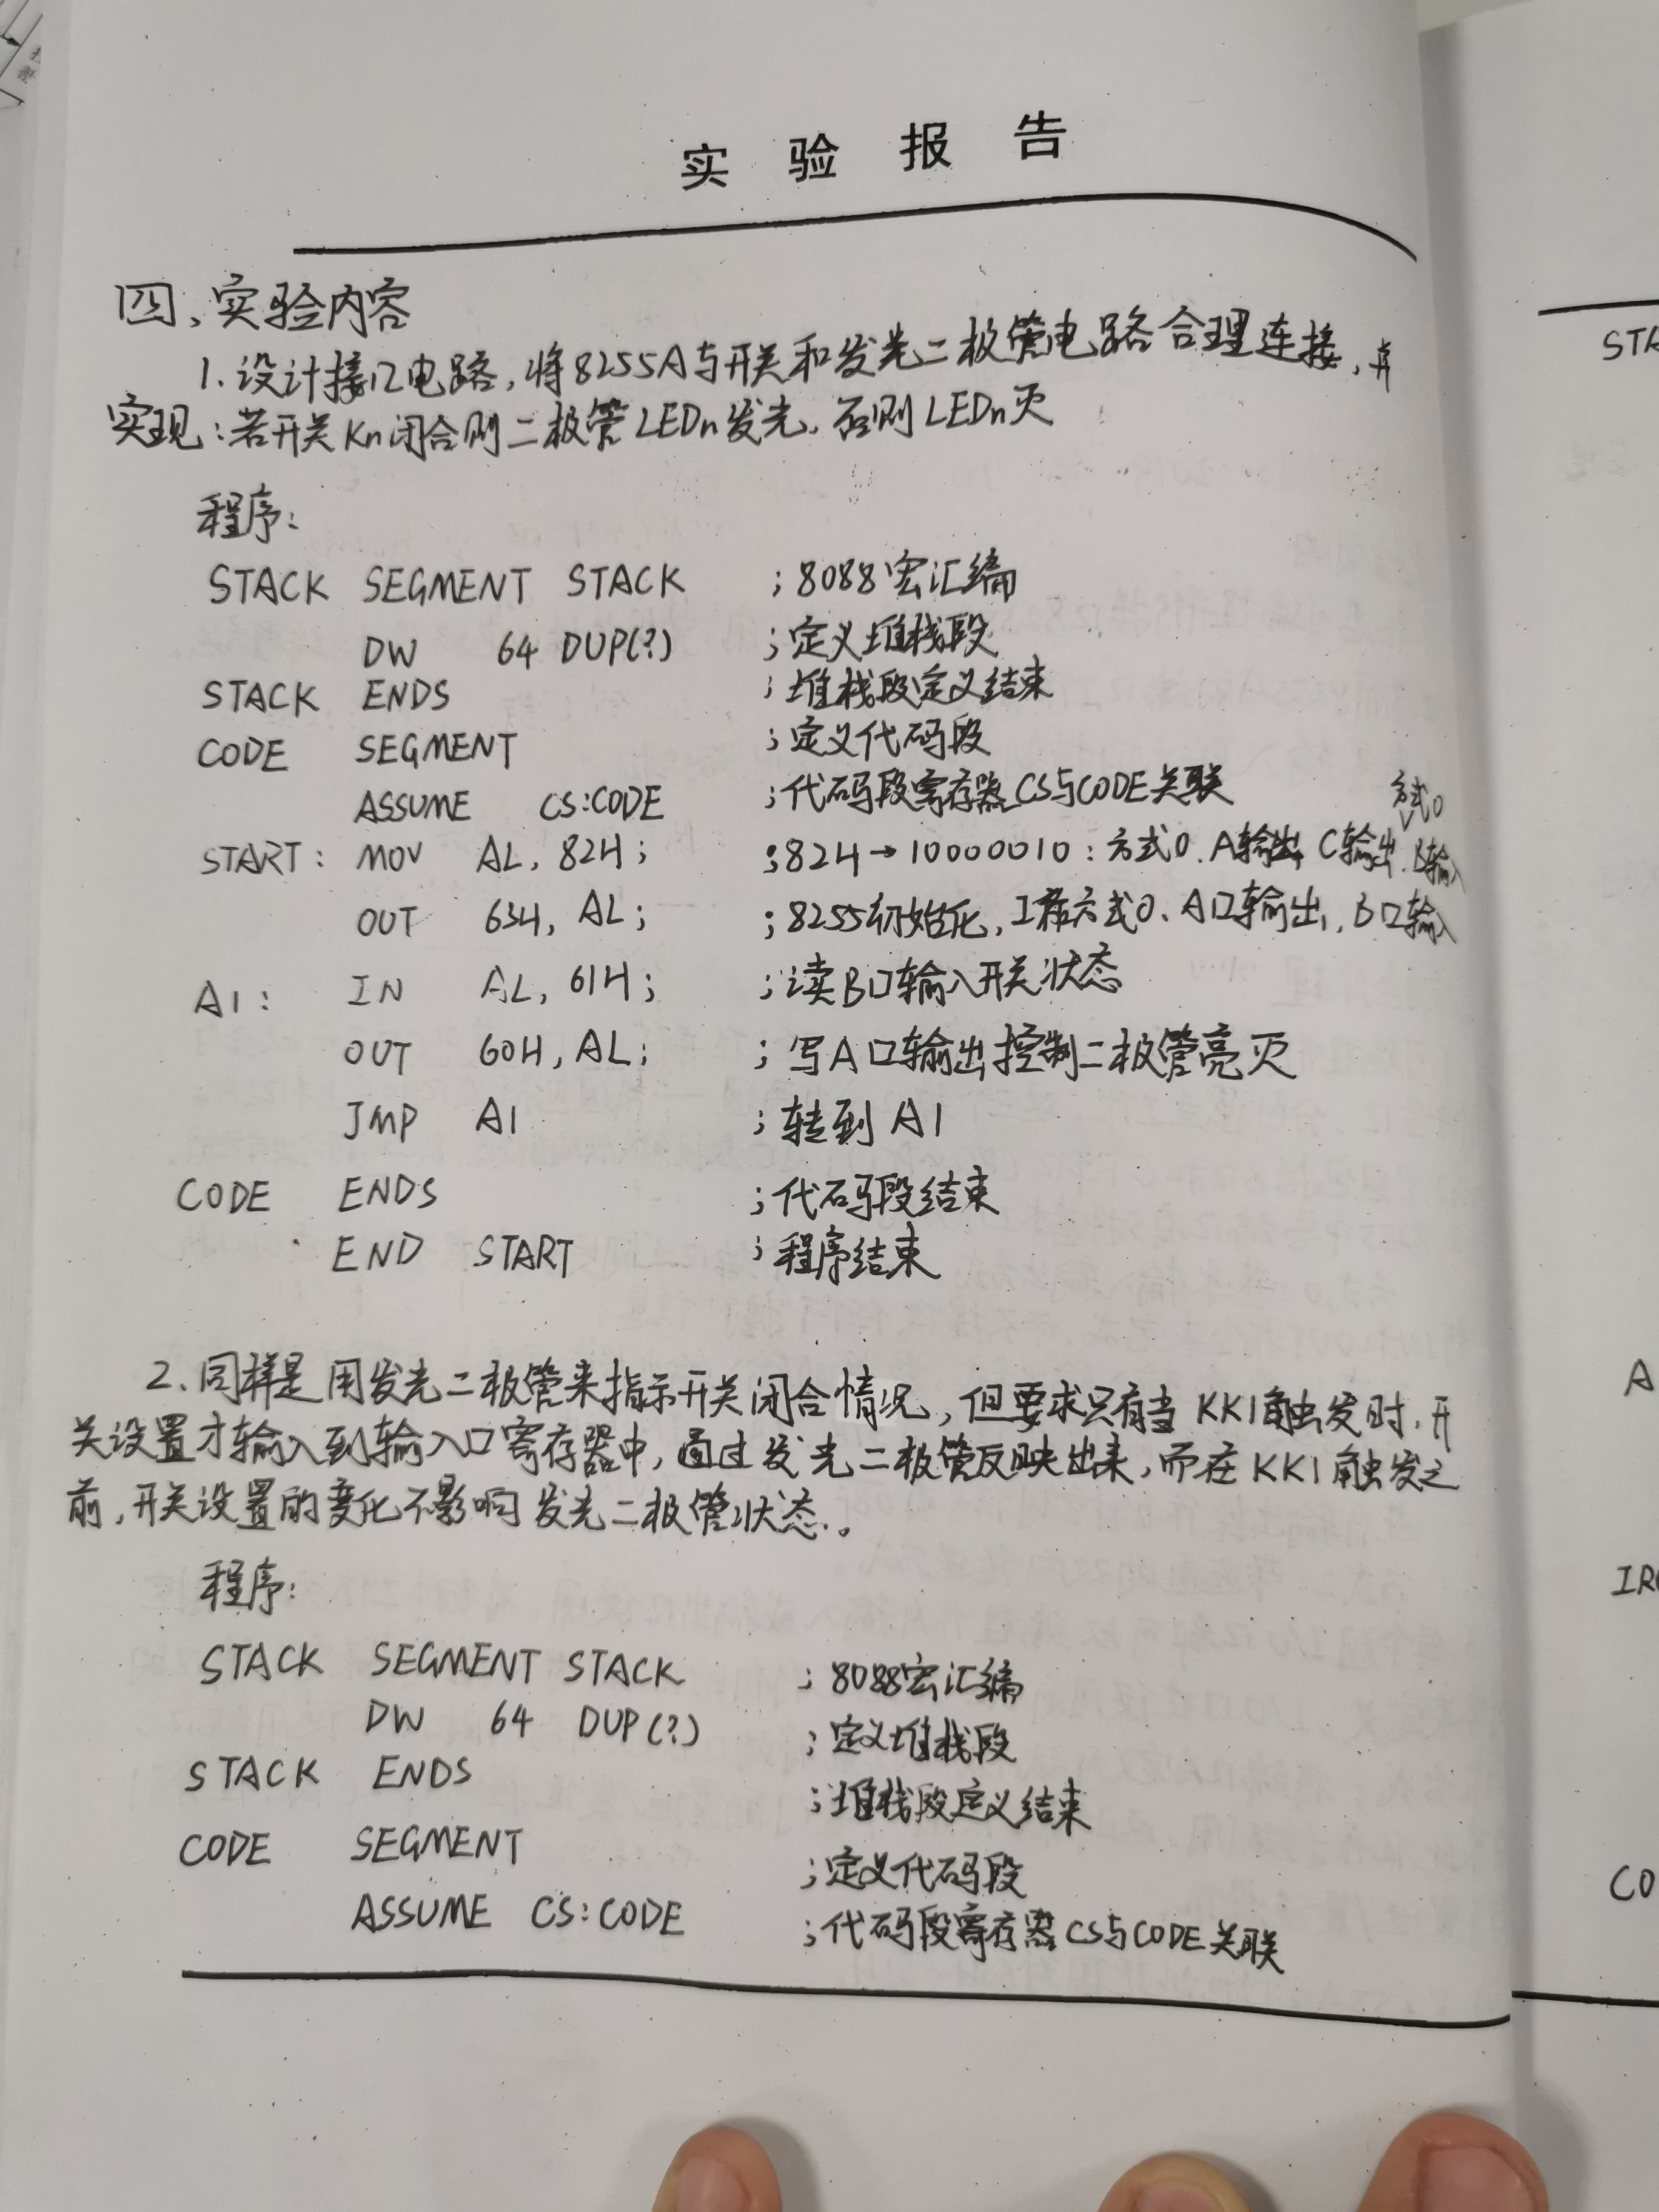 实验报告
四、实验内容
1.设计接口电路,将8255A与开关和发光二极管电路合理连接,并
实现:若开关Kn闭合则二极管LEDn发光,否则LEDn灭
程序:
STACK SEGMENT STACK ;8088宏汇编
DW 64 DUP(?) ;定义堆栈段
STACK ENDS ;堆栈段定义结束
CODE SEGMENT ;定义代码段
ASSUME CS:CODE ;代码段寄存器CS与CODE关联
START: MOV AL, 82H; ;82H→10000010:方式0.A输出,C输出.方式0 B输入
OUT 63H, AL; ;8255初始化,工作方式0、A口输出,B口输入
A1: IN AL, 61H; ;读B口输入开关状态
OUT 60H, AL; ;写A口输出控制二极管亮灭
JMP A1 ;转到A1
CODE ENDS ;代码段结束
END START ;程序结束
2.同样是用发光二极管来指示开关闭合情况,但要求只有当KK1触发时,开
关设置才输入到输入口寄存器中,通过发光二极管反映出来,而在KK1触发之
前,开关设置的变化不影响发光二极管状态。
程序:
STACK SEGMENT STACK ;8088宏汇编
DW 64 DUP(?) ;定义堆栈段
STACK ENDS ;堆栈段定义结束
CODE SEGMENT ;定义代码段
ASSUME CS:CODE ;代码段寄存器CS与CODE关联
STA
A
IR
CO